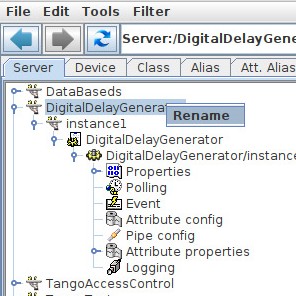 File Edit Tools Filter
Server:/DigitalDelayGene
Server Device Class Alias Att. Alias
DataBaseds
DigitalDelayGenera
Rename
instance1
DigitalDelayGenerator
DigitalDelayGenerator/instance
Properties
Polling
Event
Attribute config
Pipe config
Attribute properties
Logging
TangoAccessControl